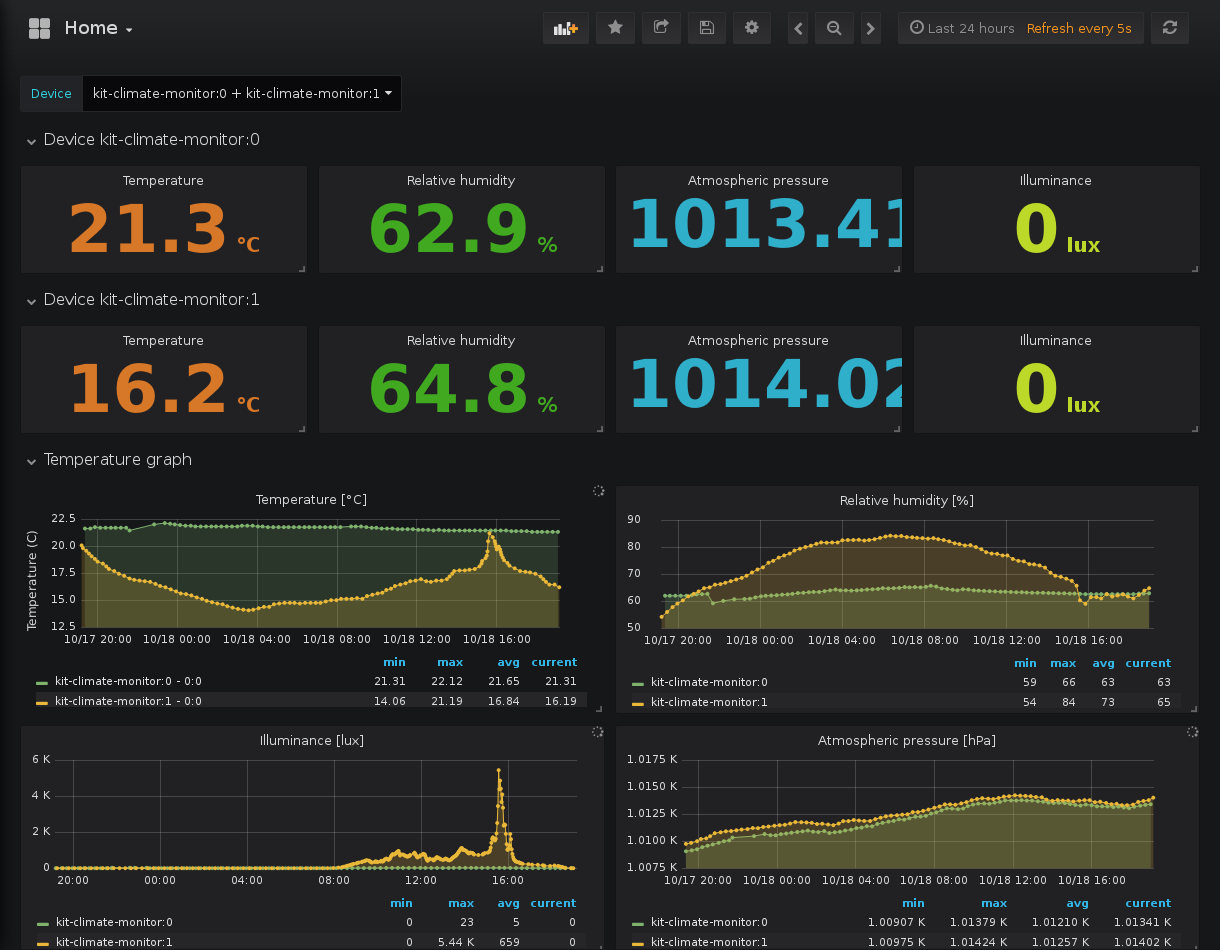 Home
Last 24 hours Refresh every 5s
Device kit-climate-monitor:0 + kit-climate-monitor:1
Device kit-climate-monitor:0
Temperature Relative humidity Atmospheric pressure Illuminance
21.3 °C 62.9 % 1013.41 0 lux
Device kit-climate-monitor:1
Temperature Relative humidity Atmospheric pressure Illuminance
16.2 °C 64.8 % 1014.02 0 lux
Temperature graph
Temperature [°C]
Temperature (C)
22.5
20.0
17.5
15.0
12.5
10/17 20:00 10/18 00:00 10/18 04:00 10/18 08:00 10/18 12:00 10/18 16:00
min max avg current
kit-climate-monitor:0 - 0:0 21.31 22.12 21.65 21.31
kit-climate-monitor:1 - 0:0 14.06 21.19 16.84 16.19
Relative humidity [%]
90
80
70
60
50
10/17 20:00 10/18 00:00 10/18 04:00 10/18 08:00 10/18 12:00 10/18 16:00
min max avg current
kit-climate-monitor:0 59 66 63 63
kit-climate-monitor:1 54 84 73 65
Illuminance [lux]
6 K
4 K
2 K
0
20:00 00:00 04:00 08:00 12:00 16:00
min max avg current
kit-climate-monitor:0 0 23 5 0
kit-climate-monitor:1 0 5.44 K 659 0
Atmospheric pressure [hPa]
1.0175 K
1.0150 K
1.0125 K
1.0100 K
1.0075 K
10/17 20:00 10/18 00:00 10/18 04:00 10/18 08:00 10/18 12:00 10/18 16:00
min max avg current
kit-climate-monitor:0 1.00907 K 1.01379 K 1.01210 K 1.01341 K
kit-climate-monitor:1 1.00975 K 1.01424 K 1.01257 K 1.01402 K